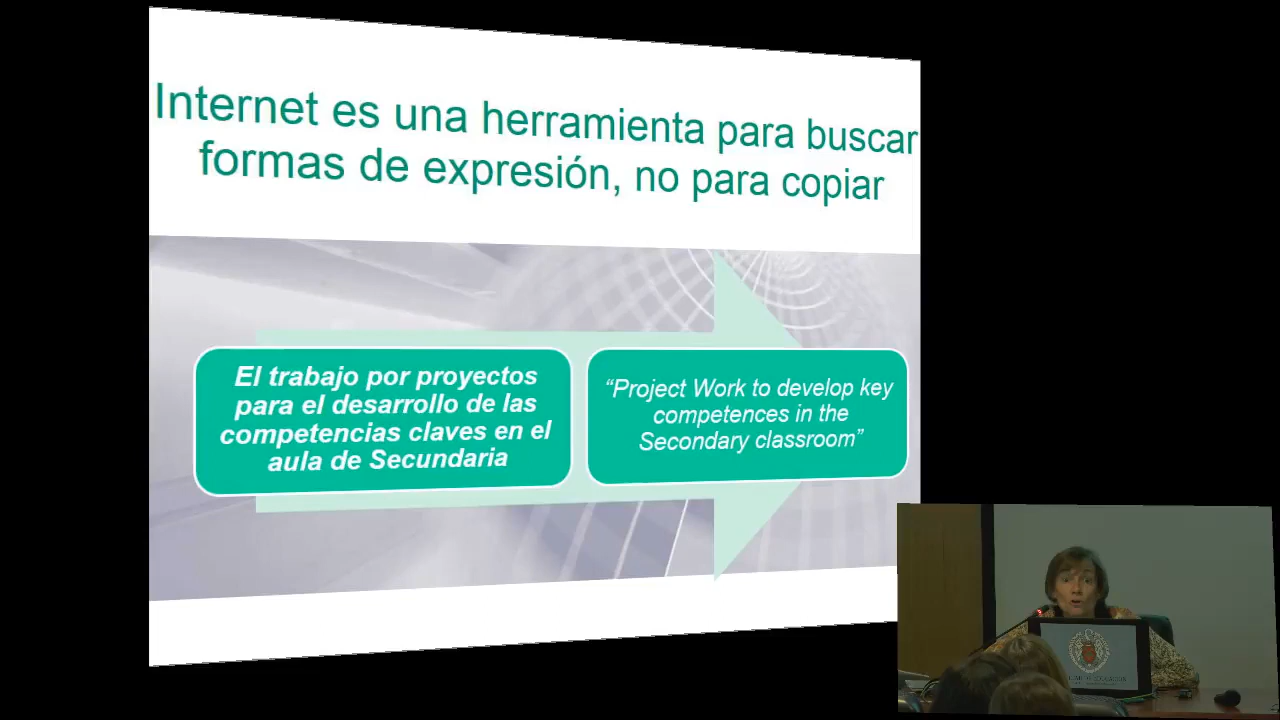 Internet es una herramienta para buscar
formas de expresión, no para copiar
El trabajo por proyectos
para el desarrollo de las
competencias claves en el
aula de Secundaria
“Project Work to develop key
competences in the
Secondary classroom”